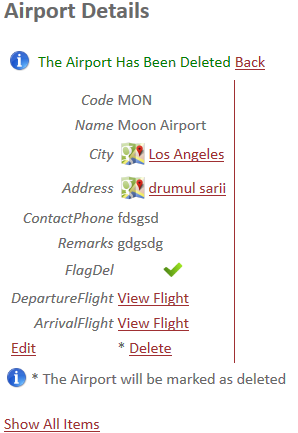 Airport Details
The Airport Has Been Deleted Back
Code MON
Name Moon Airport
City Los Angeles
Address drumul sarii
ContactPhone fdsgsd
Remarks gdgsdg
FlagDel
DepartureFlight View Flight
ArrivalFlight View Flight
Edit * Delete
* The Airport will be marked as deleted
Show All Items